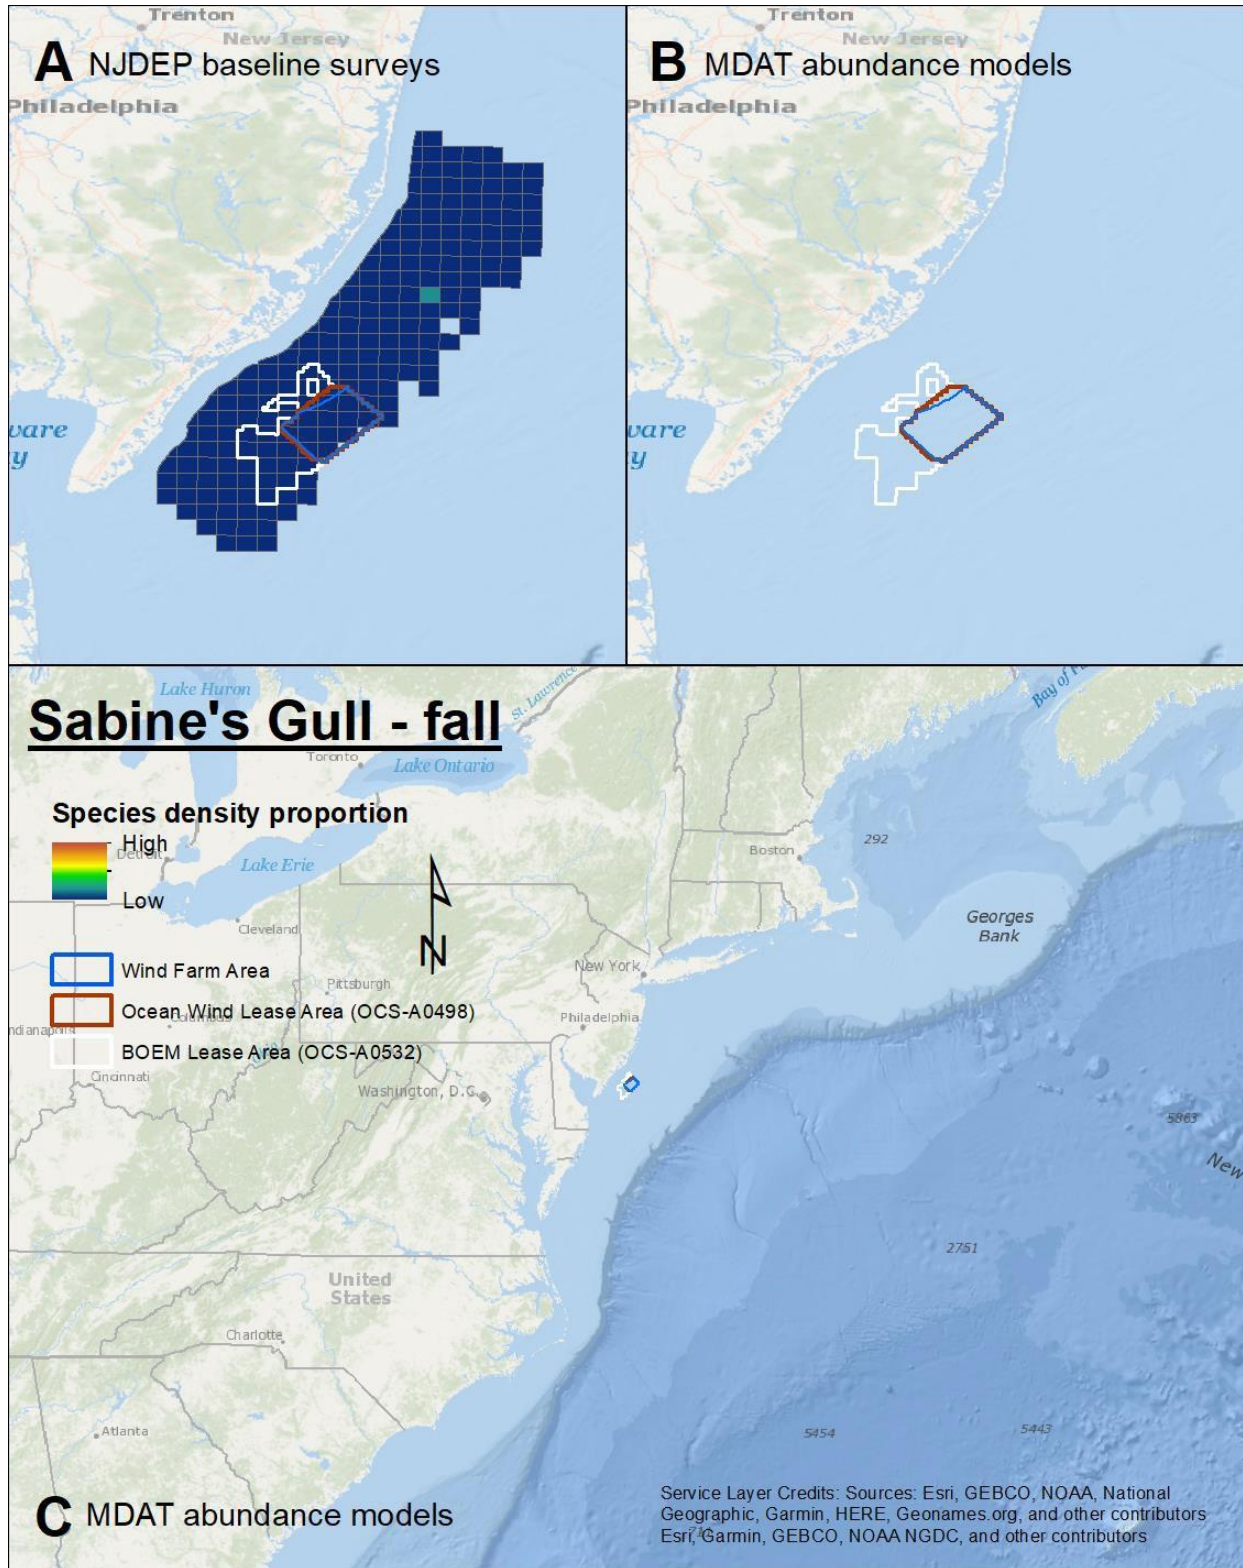 Trenton
New Jersey
A NJDEP baseline surveys
Philadelphia
ware
y
Trenton
New Jersey
B MDAT abundance models
Philadelphia
ware
y
Lake Huron
St. Lawrence
Bay of
Sabine's Gull - fall
Toronto
Lake Ontario
Species density proportion
High
Detroit
Low
Lake Erie
Boston
292
Georges
Bank
Cleveland
N
New York
Wind Farm Area
Pittsburgh
Ocean Wind Lease Area (OCS-A0498)
Columbus
ndianapolis
Philadelphia
BOEM Lease Area (OCS-A0532)
Cincinnati
Washington, D.C.
5863
New
2751
United
States
Charlotte
Atlanta
5454
5443
C MDAT abundance models
Service Layer Credits: Sources: Esri, GEBCO, NOAA, National
Geographic, Garmin, HERE, Geonames.org, and other contributors
Esri, Garmin, GEBCO, NOAA NGDC, and other contributors